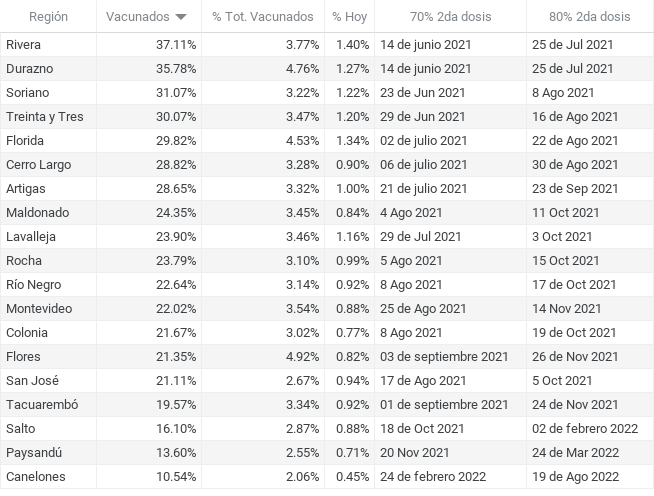 Región Vacunados % Tot. Vacunados % Hoy 70% 2da dosis 80% 2da dosis
Rivera 37.11% 3.77% 1.40% 14 de junio 2021 25 de Jul 2021
Durazno 35.78% 4.76% 1.27% 14 de junio 2021 25 de Jul 2021
Soriano 31.07% 3.22% 1.22% 23 de Jun 2021 8 Ago 2021
Treinta y Tres 30.07% 3.47% 1.20% 29 de Jun 2021 16 de Ago 2021
Florida 29.82% 4.53% 1.34% 02 de julio 2021 22 de Ago 2021
Cerro Largo 28.82% 3.28% 0.90% 06 de julio 2021 30 de Ago 2021
Artigas 28.65% 3.32% 1.00% 21 de julio 2021 23 de Sep 2021
Maldonado 24.35% 3.45% 0.84% 4 Ago 2021 11 Oct 2021
Lavalleja 23.90% 3.46% 1.16% 29 de Jul 2021 3 Oct 2021
Rocha 23.79% 3.10% 0.99% 5 Ago 2021 15 Oct 2021
Río Negro 22.64% 3.14% 0.92% 8 Ago 2021 17 de Oct 2021
Montevideo 22.02% 3.54% 0.88% 25 de Ago 2021 14 Nov 2021
Colonia 21.67% 3.02% 0.77% 8 Ago 2021 19 de Oct 2021
Flores 21.35% 4.92% 0.82% 03 de septiembre 2021 26 de Nov 2021
San José 21.11% 2.67% 0.94% 17 de Ago 2021 5 Oct 2021
Tacuarembó 19.57% 3.34% 0.92% 01 de septiembre 2021 24 de Nov 2021
Salto 16.10% 2.87% 0.88% 18 de Oct 2021 02 de febrero 2022
Paysandú 13.60% 2.55% 0.71% 20 Nov 2021 24 de Mar 2022
Canelones 10.54% 2.06% 0.45% 24 de febrero 2022 19 de Ago 2022